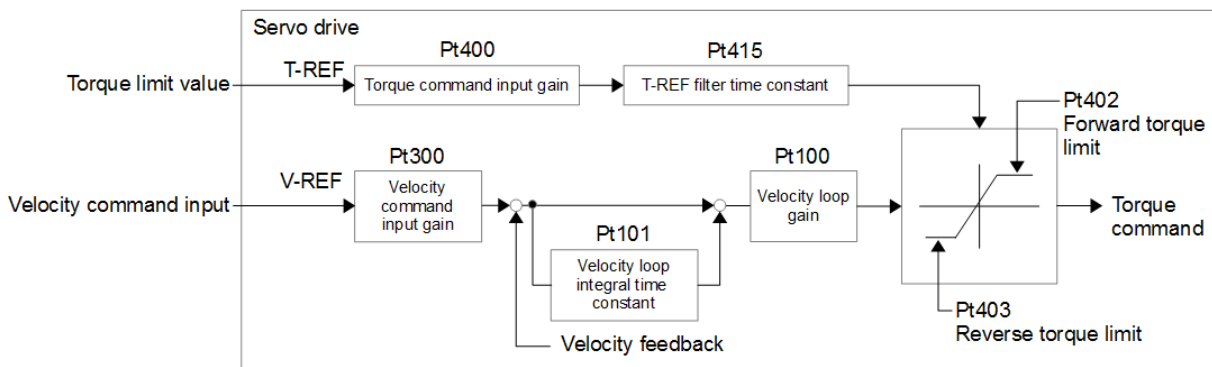 Servo drive
Pt400
Pt415
Torque limit value
T-REF
Torque command input gain
T-REF filter time constant
Pt402
Forward torque
limit
Pt300
Pt100
Velocity command input
V-REF
Velocity
command
input gain
Velocity loop
gain
Torque
command
Pt101
Velocity loop
integral time
constant
Pt403
Reverse torque limit
Velocity feedback